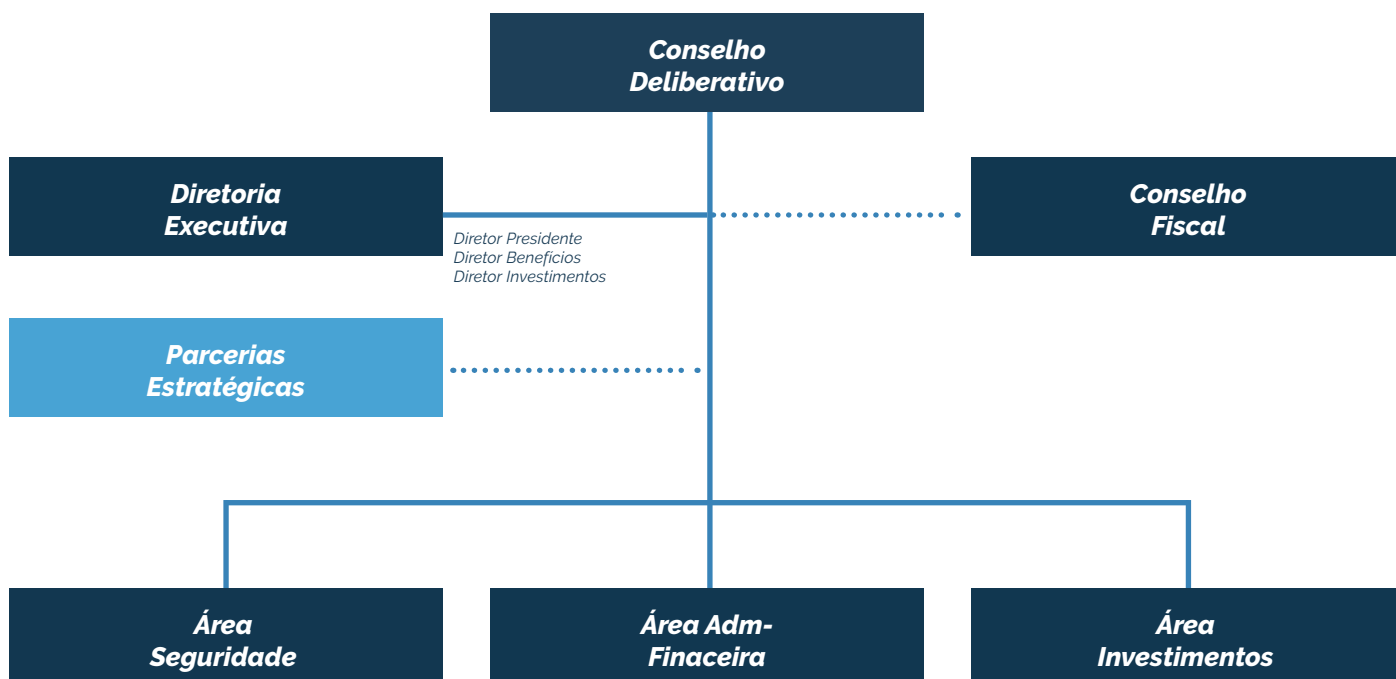 Conselho
Deliberativo
Diretoria
Executiva
Conselho
Fiscal
Diretor Presidente
Diretor Benefícios
Diretor Investimentos
Parcerias
Estratégicas
Área
Seguridade
Área Adm-
Finaceira
Área
Investimentos